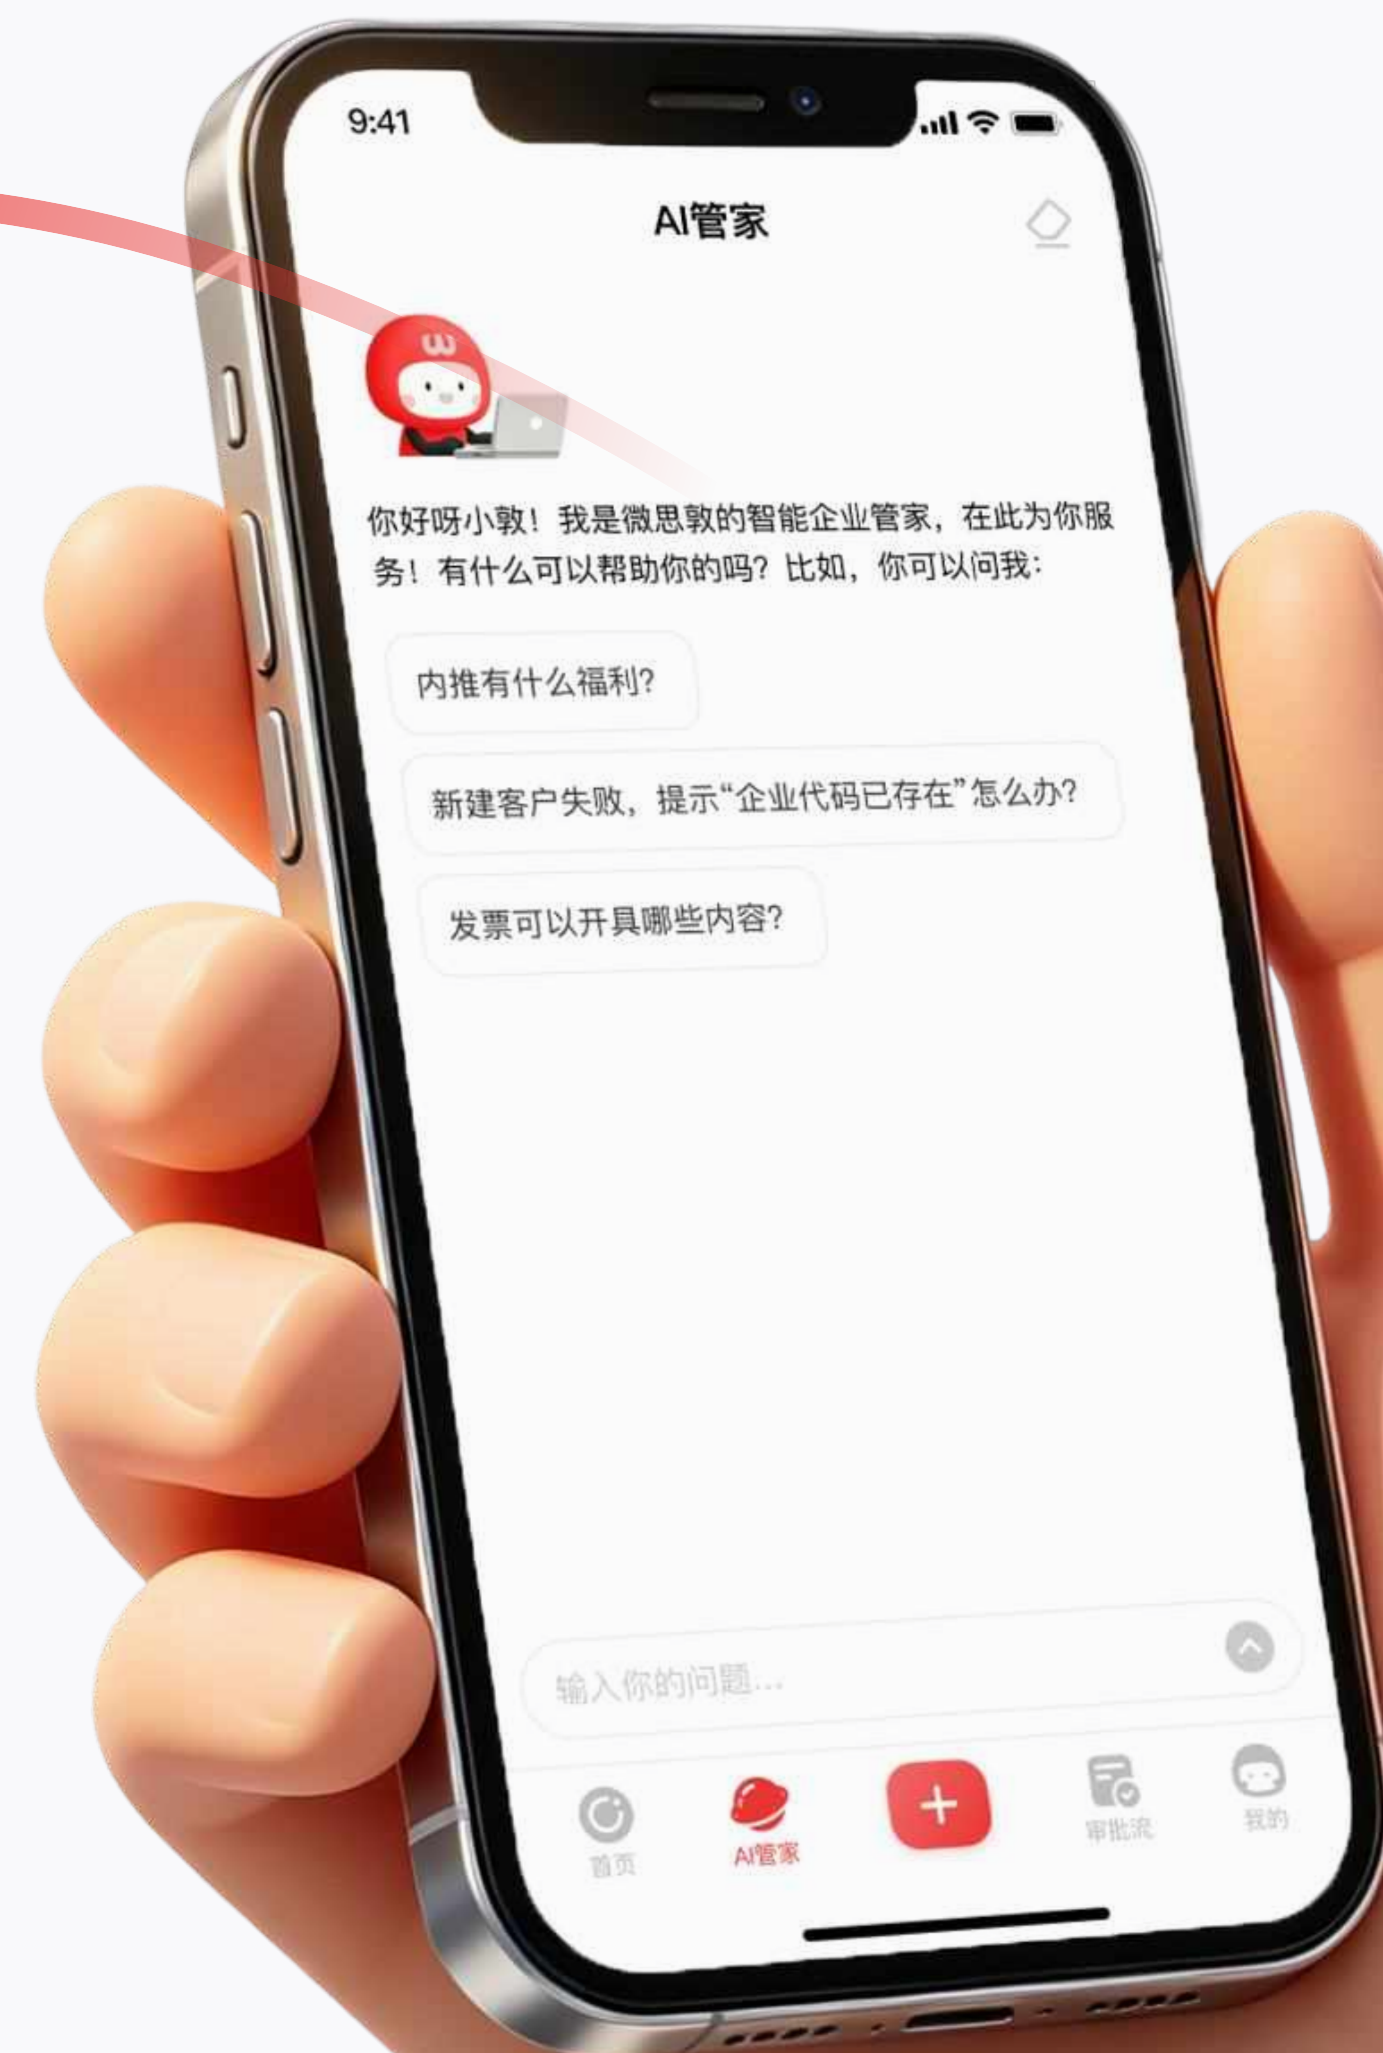 9:41
AI管家
你好呀小敦！我是微思敦的智能企业管家，在此为你服
务！有什么可以帮助你的吗？比如，你可以问我：
内推有什么福利？
新建客户失败，提示“企业代码已存在”怎么办？
发票可以开具哪些内容？
输入你的问题...
首页
AI管家
审批流
我的